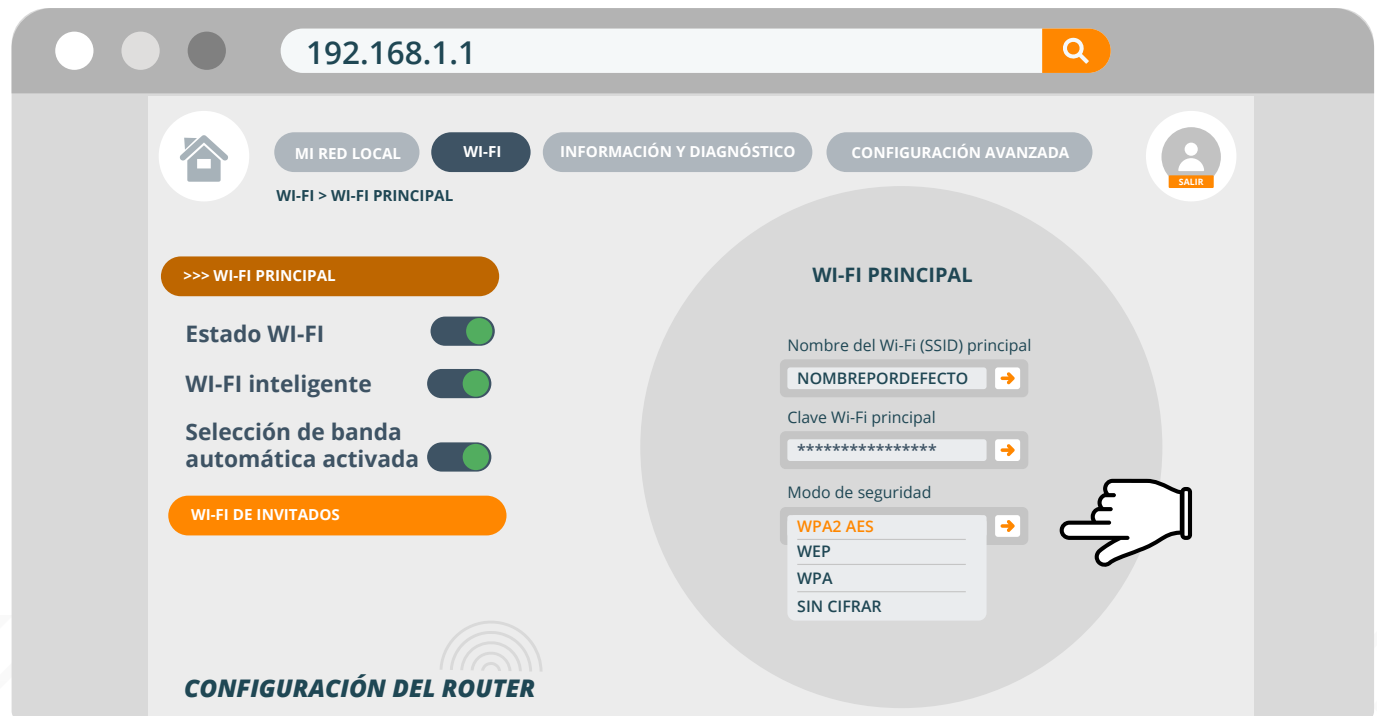 192.168.1.1
MI RED LOCAL
WI-FI
INFORMACIÓN Y DIAGNÓSTICO
CONFIGURACIÓN AVANZADA
SALIR
WI-FI > WI-FI PRINCIPAL
>>> WI-FI PRINCIPAL
Estado WI-FI
WI-FI inteligente
Selección de banda
automática activada
WI-FI DE INVITADOS
WI-FI PRINCIPAL
Nombre del Wi-Fi (SSID) principal
NOMBREPORDEFECTO
Clave Wi-Fi principal
****************
Modo de seguridad
WPA2 AES
WEP
WPA
SIN CIFRAR
CONFIGURACIÓN DEL ROUTER